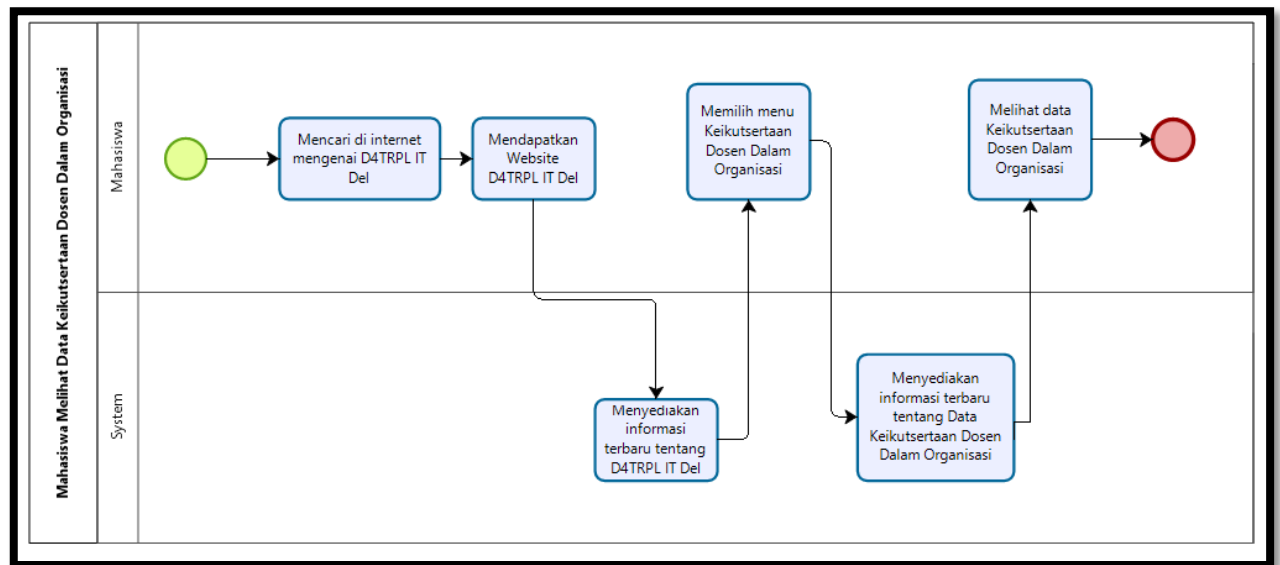 Mahasiswa Melihat Data Keikutsertaan Dosen Dalam Organisasi
Mahasiswa
Mencari di internet
mengenai D4TRPL IT
Del
Mendapatkan
Website
D4TRPL IT Del
Memilih menu
Keikutsertaan
Dosen Dalam
Organisasi
Melihat data
Keikutsertaan
Dosen Dalam
Organisasi
System
Menyediakan
informasi
terbaru tentang
D4TRPL IT Del
Menyediakan
informasi terbaru
tentang Data
Keikutsertaan Dosen
Dalam Organisasi